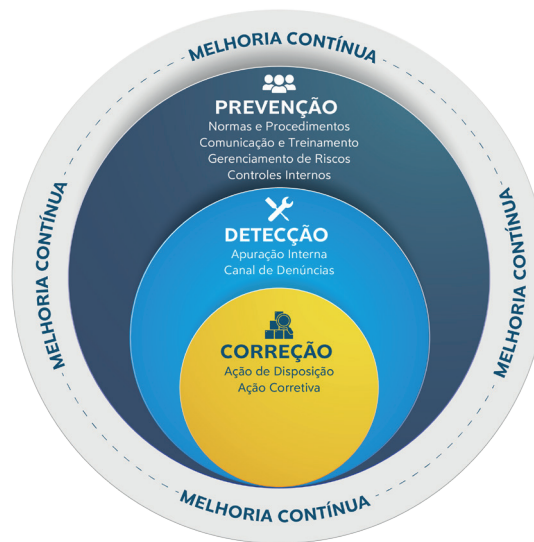 MELHORIA CONTÍNUA
PREVENÇÃO
Normas e Procedimentos
Comunicação e Treinamento
Gerenciamento de Riscos
Controles Internos
MELHORIA CONTÍNUA
MELHORIA CONTÍNUA
DETECÇÃO
Apuração Interna
Canal de Denúncias
CORREÇÃO
Ação de Disposição
Ação Corretiva
MELHORIA CONTÍNUA